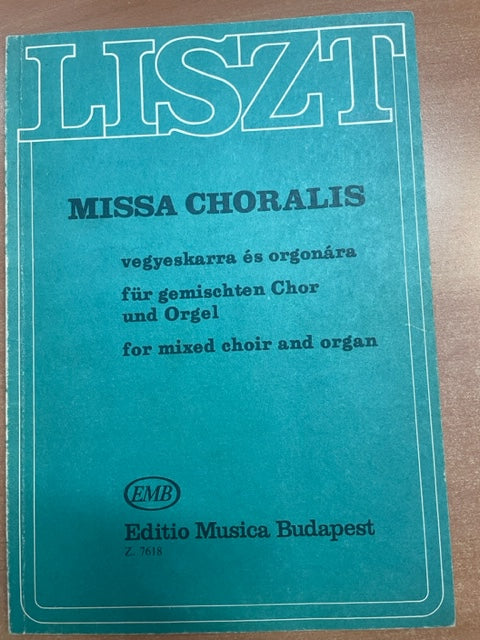 LISZT
MISSA CHORALIS
vegyeskarra és orgonára
für gemischten Chor
und Orgel
for mixed choir and organ
EMB
Editio Musica Budapest
Z. 7618